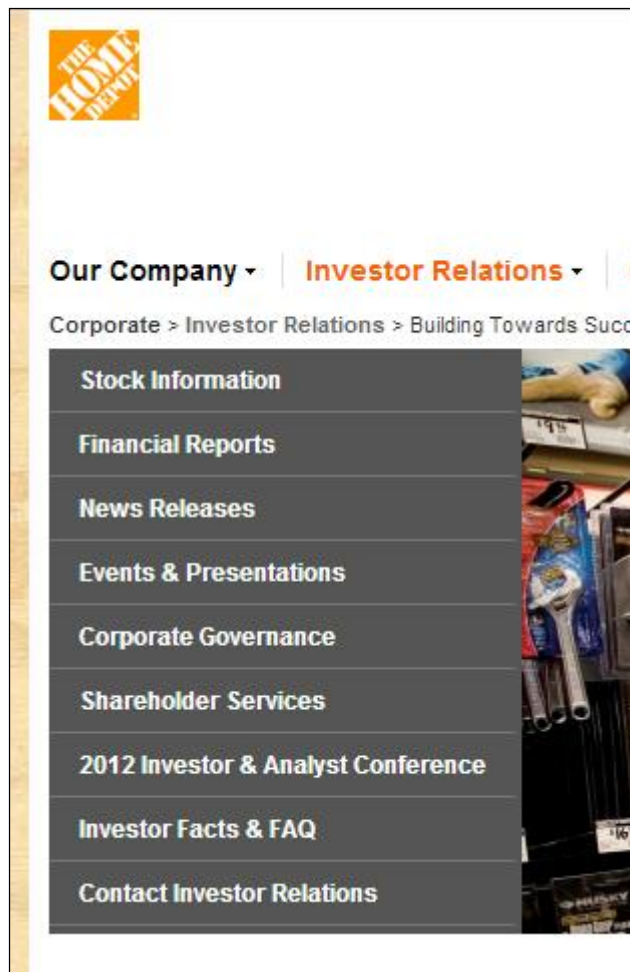 THE
HOME
DEPOT
Our Company
Investor Relations
Corporate > Investor Relations > Building Towards
Stock Information
Financial Reports
News Releases
Events & Presentations
Corporate Governance
Shareholder Services
2012 Investor & Analyst Conference
Investor Facts & FAQ
Contact Investor Relations
HUSKY